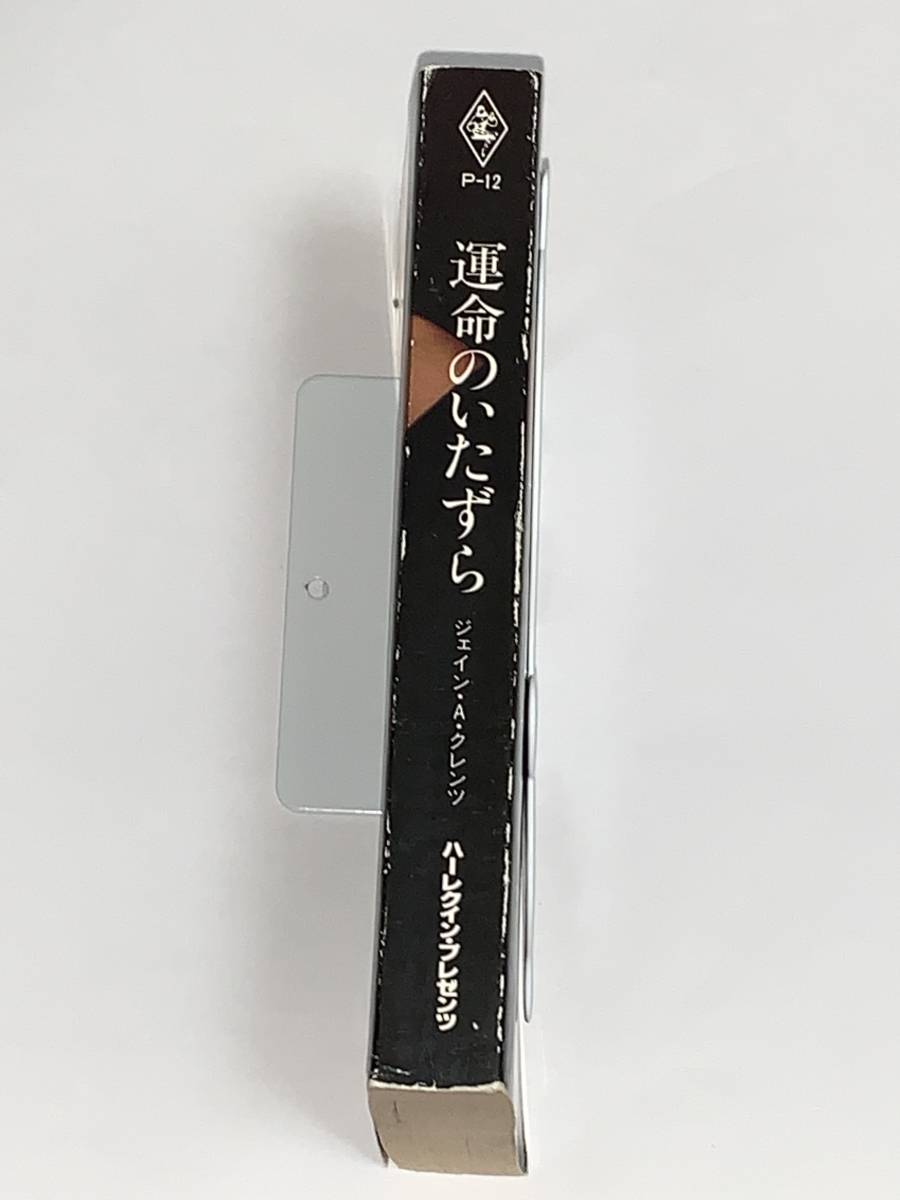 P-12
運命のいたずら
ジェイン・A・クレンツ
ハーレクイン・プレゼンツ